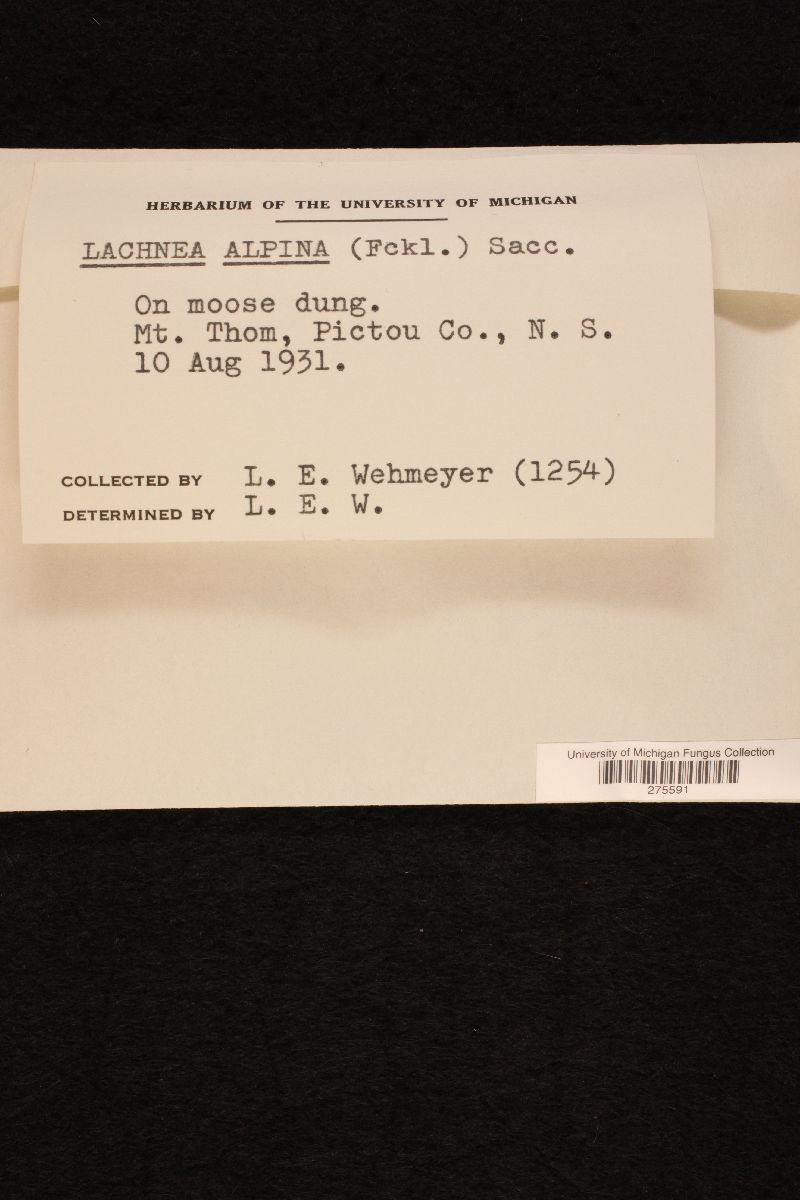 HERBARIUM OF THE UNIVERSITY OF MICHIGAN
LACHNEA ALPINA (Fckl.) Sacc.
On moose dung.
Mt. Thom, Pictou Co., N. S.
10 Aug 1931.
COLLECTED BY L. E. Wehmeyer (1254)
DETERMINED BY L. E. W.
University of Michigan Fungus Collection
275591